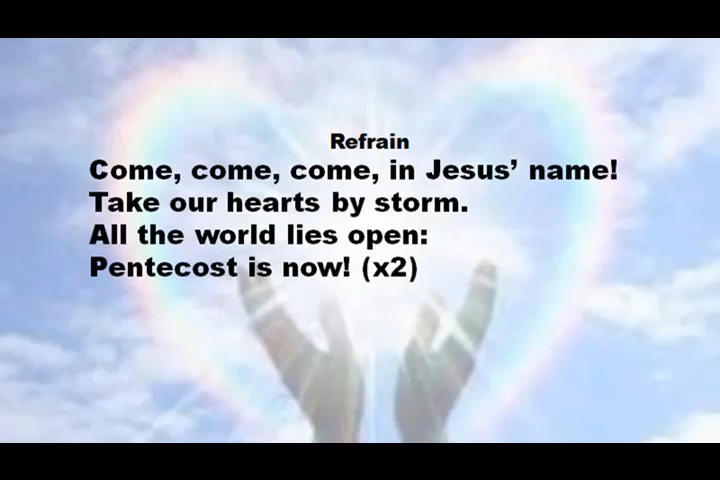 Refrain
Come, come, come, in Jesus’ name!
Take our hearts by storm.
All the world lies open:
Pentecost is now! (x2)